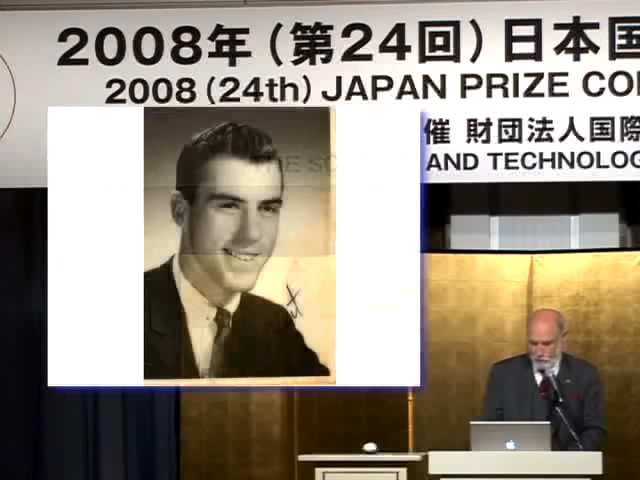 2008年（第24回）日本国
2008 (24th) JAPAN PRIZE CO
催 財団法人国際
AND TECHNOLOG